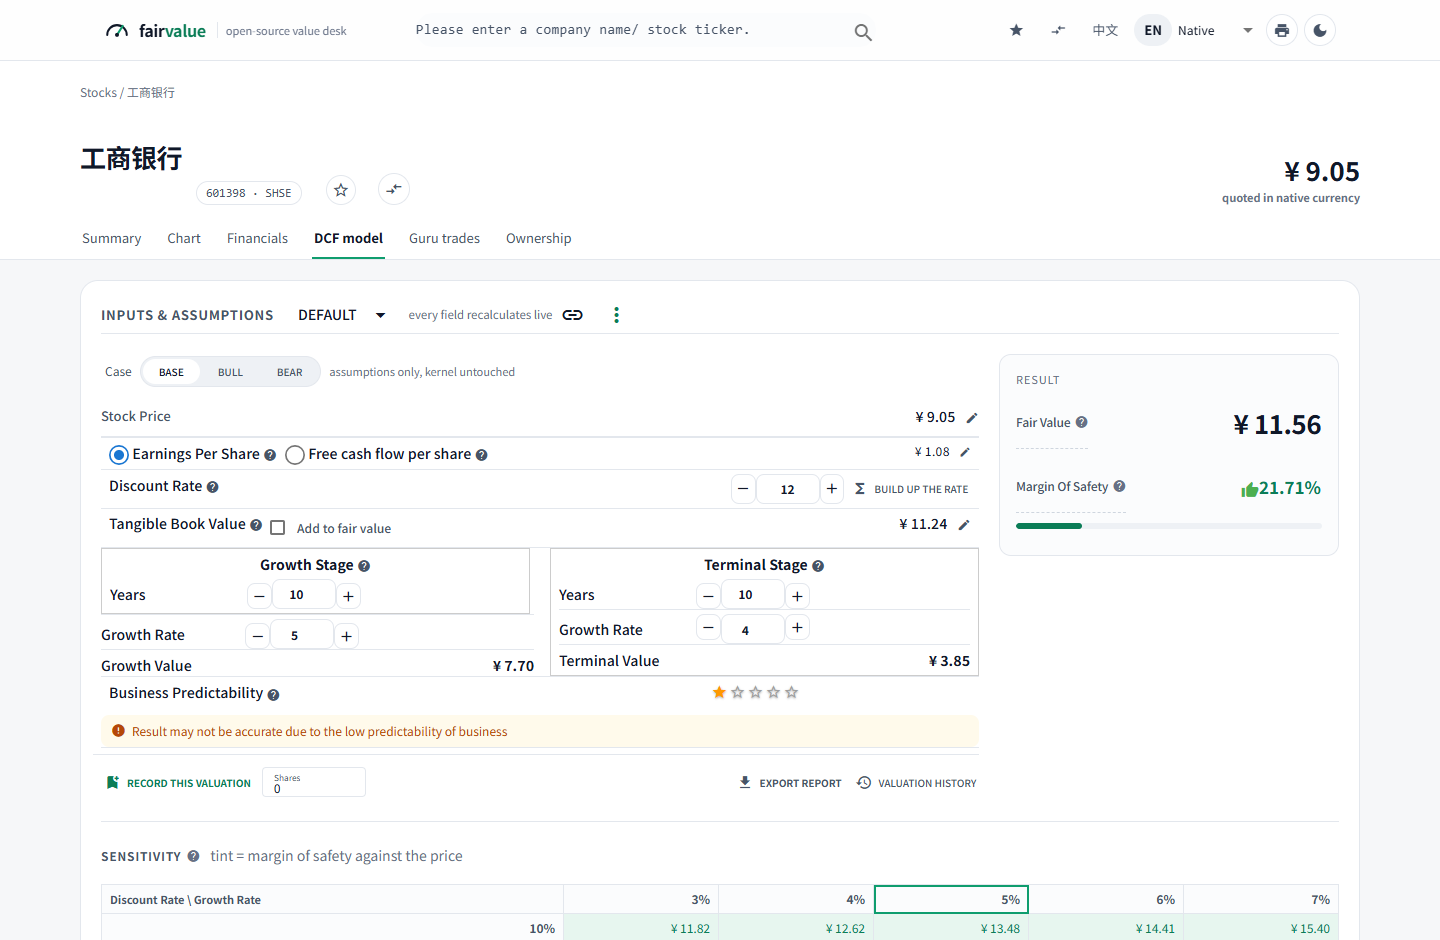 fairvalue open-source value desk Please enter a company name/ stock ticker. 中文 EN Native
Stocks / 工商银行
工商银行
601398 · SHSE
¥ 9.05
quoted in native currency
Summary Chart Financials DCF model Guru trades Ownership
INPUTS & ASSUMPTIONS DEFAULT every field recalculates live
Case BASE BULL BEAR assumptions only, kernel untouched
Stock Price ¥ 9.05
Earnings Per Share Free cash flow per share ¥ 1.08
Discount Rate 12 BUILD UP THE RATE
Tangible Book Value Add to fair value ¥ 11.24
Growth Stage
Years 10
Growth Rate 5
Growth Value ¥ 7.70
Terminal Stage
Years 10
Growth Rate 4
Terminal Value ¥ 3.85
Business Predictability
Result may not be accurate due to the low predictability of business
RECORD THIS VALUATION Shares
0
EXPORT REPORT VALUATION HISTORY
RESULT
Fair Value ¥ 11.56
Margin Of Safety 21.71%
SENSITIVITY tint = margin of safety against the price
Discount Rate \ Growth Rate 3% 4% 5% 6% 7%
10% ¥ 11.82 ¥ 12.62 ¥ 13.48 ¥ 14.41 ¥ 15.40